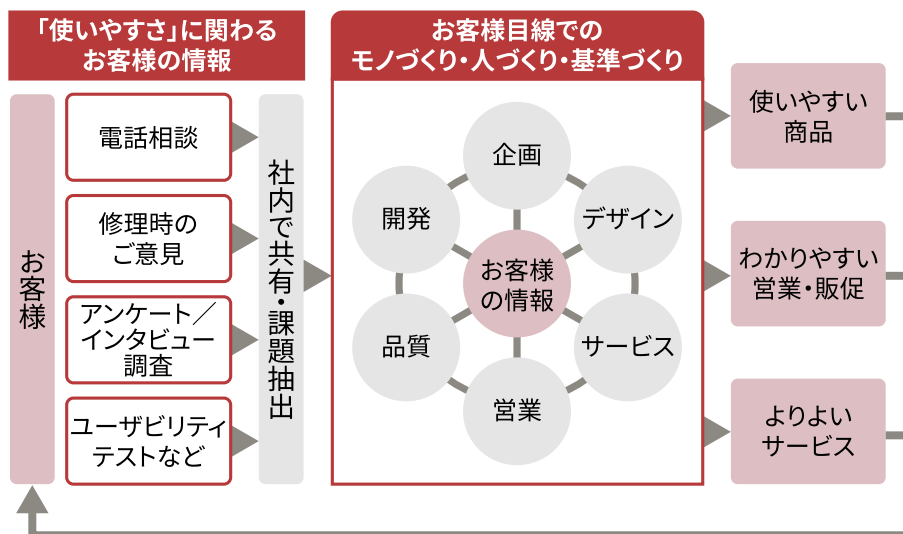 「使いやすさ」に関わる
お客様の情報
お客様
電話相談
修理時の
ご意見
アンケート／
インタビュー
調査
ユーザビリティ
テストなど
社内で共有・課題抽出
お客様目線での
モノづくり・人づくり・基準づくり
企画
開発
デザイン
お客様
の情報
品質
サービス
営業
使いやすい
商品
わかりやすい
営業・販促
よりよい
サービス